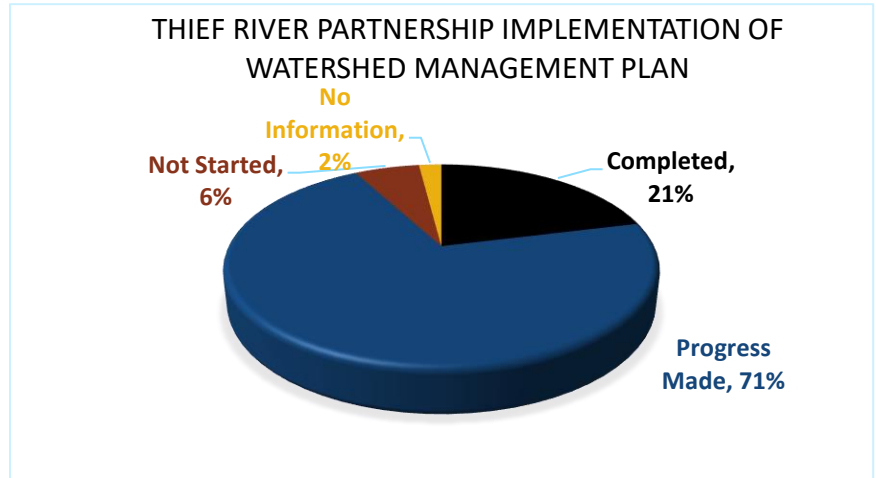 THIEF RIVER PARTNERSHIP IMPLEMENTATION OF
WATERSHED MANAGEMENT PLAN
No
Information,
2%
Not Started,
6%
Completed,
21%
Progress
Made, 71%